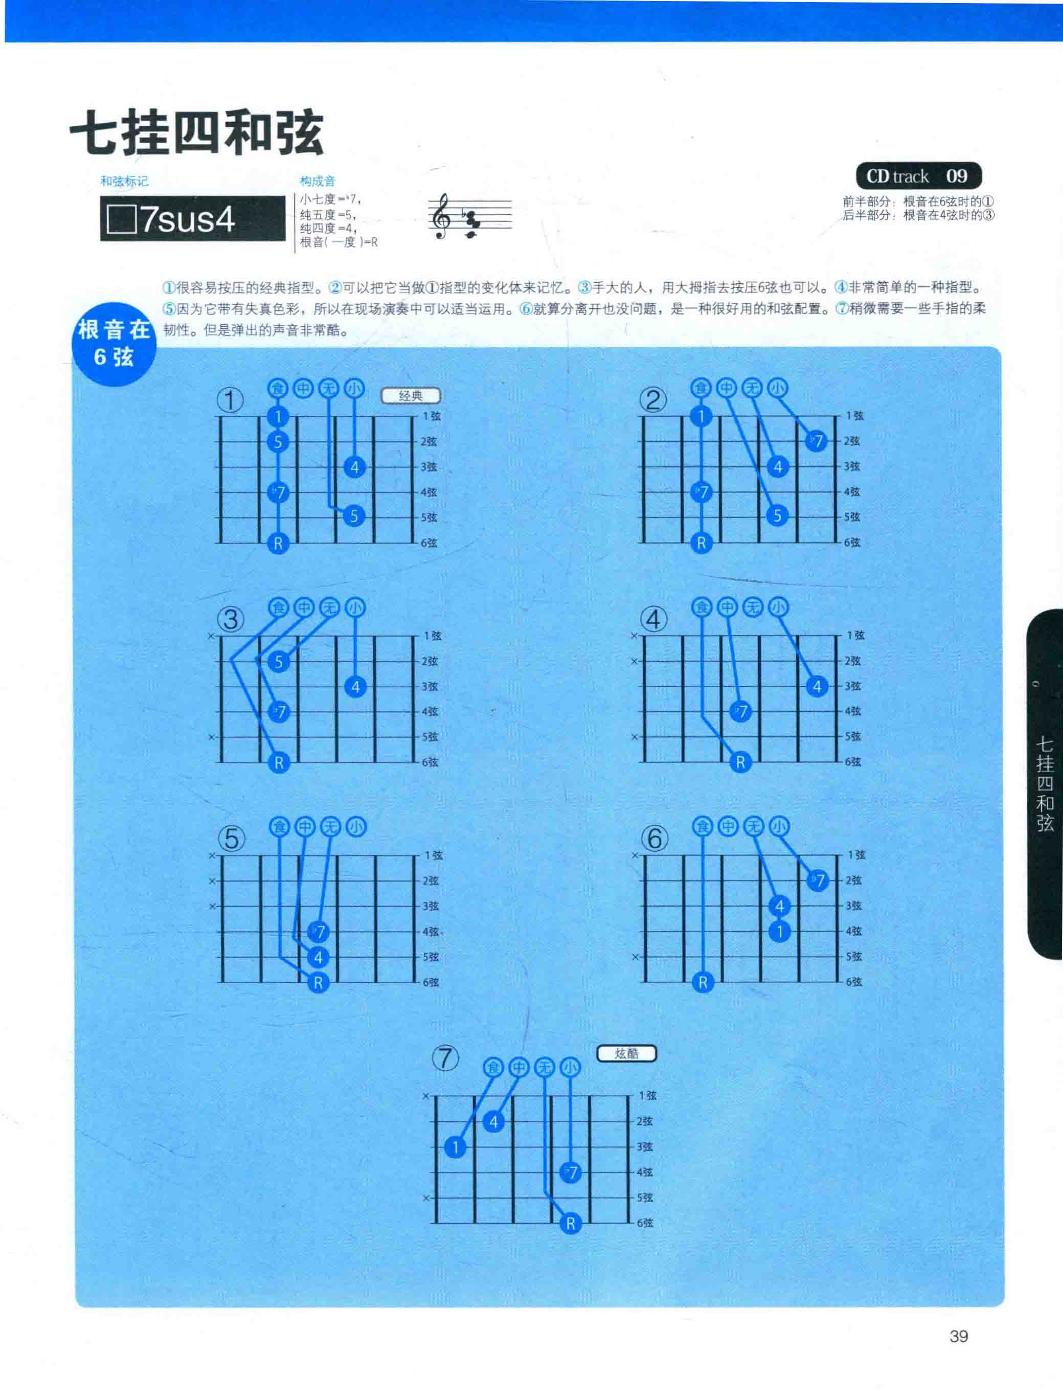 七挂四和弦
和弦标记
□7sus4
构成音
小七度=♭7，
纯五度=5，
纯四度=4，
根音(一度)=R
CD track 09
前半部分：根音在6弦时的①
后半部分：根音在4弦时的③
①很容易按压的经典指型。②可以把它当做①指型的变化体来记忆。③手大的人，用大拇指去按压6弦也可以。④非常简单的一种指型。
⑤因为它带有失真色彩，所以在现场演奏中可以适当运用。⑥就算分离开也没问题，是一种很好用的和弦配置。⑦稍微需要一些手指的柔
韧性。但是弹出的声音非常酷。
根音在
6弦
① 食 中 无 小 经典
1 1弦
5 2弦
4 3弦
♭7 4弦
5 5弦
R 6弦
② 食 中 无 小
1 1弦
♭7 2弦
4 3弦
♭7 4弦
5 5弦
R 6弦
③ 食 中 无 小
× 1弦
5 2弦
4 3弦
♭7 4弦
× 5弦
R 6弦
④ 食 中 无 小
× 1弦
× 2弦
4 3弦
♭7 4弦
× 5弦
R 6弦
⑤ 食 中 无 小
× 1弦
× 2弦
× 3弦
♭7 4弦
4 5弦
R 6弦
⑥ 食 中 无 小
× 1弦
♭7 2弦
4 3弦
1 4弦
× 5弦
R 6弦
⑦ 食 中 无 小 炫酷
× 1弦
4 2弦
1 3弦
♭7 4弦
× 5弦
R 6弦
七挂四和弦
39